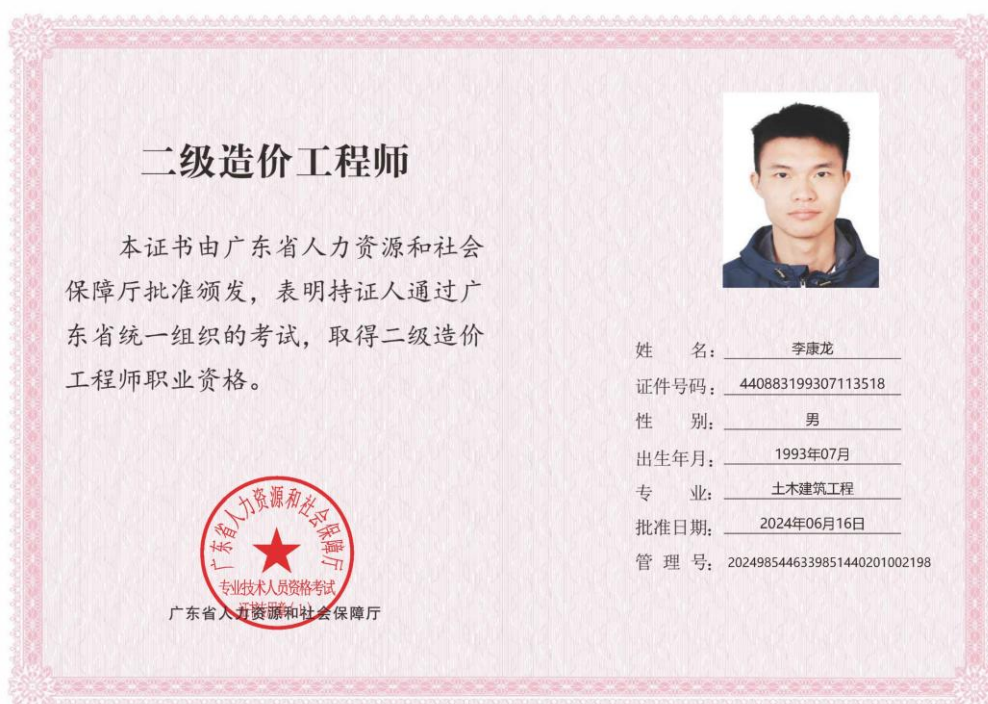 二级造价工程师
本证书由广东省人力资源和社会
保障厅批准颁发，表明持证人通过广
东省统一组织的考试，取得二级造价
工程师职业资格。
广东省人力资源和社会保障厅
专业技术人员资格考试
广东省人力资源和社会保障厅
姓 名：李康龙
证件号码：440883199307113518
性 别：男
出生年月：1993年07月
专 业：土木建筑工程
批准日期：2024年06月16日
管 理 号：20249854463398514402010021​98